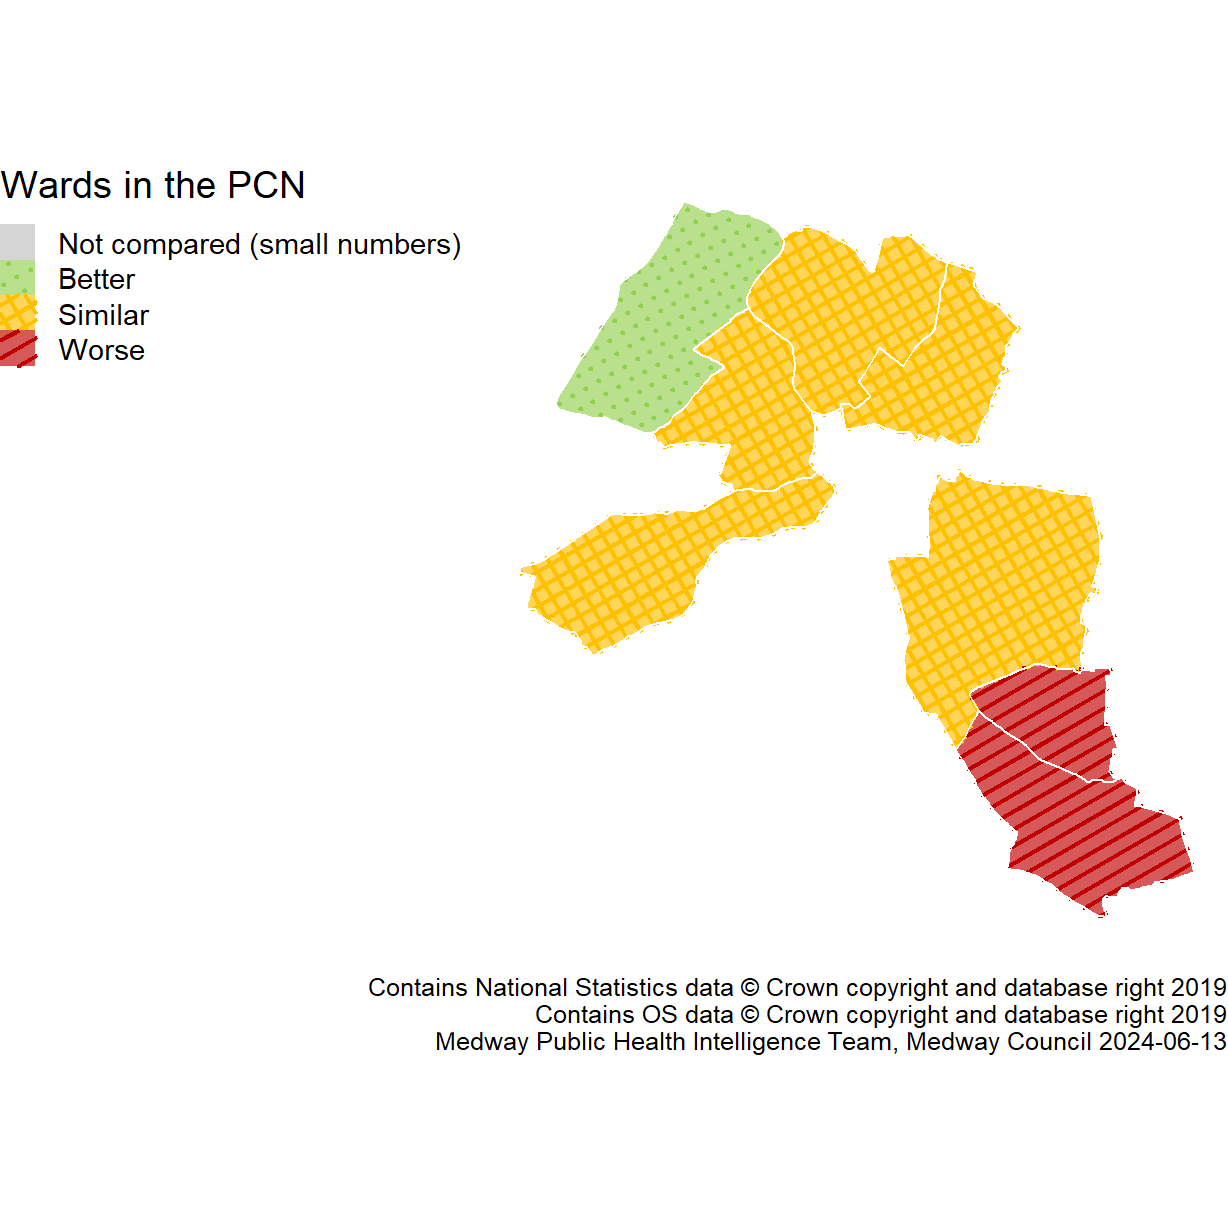 Wards in the PCN
Not compared (small numbers)
Better
Similar
Worse
Contains National Statistics data © Crown copyright and database right 2019
Contains OS data © Crown copyright and database right 2019
Medway Public Health Intelligence Team, Medway Council 2024-06-13